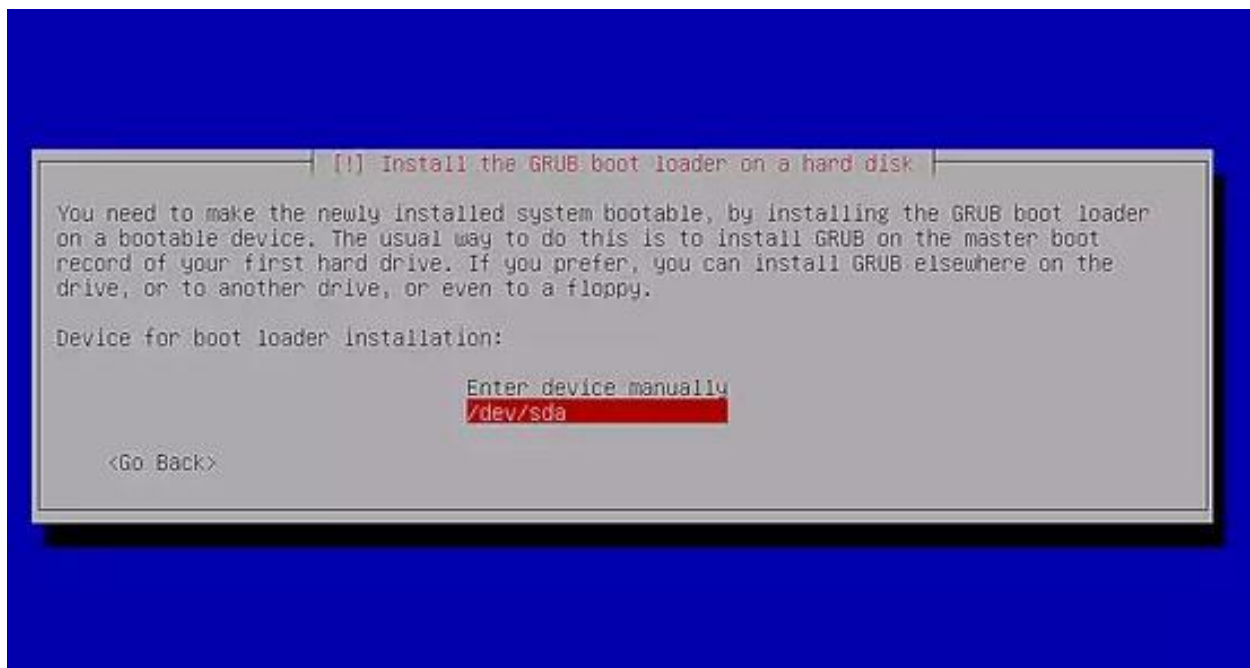 [!] Install the GRUB boot loader on a hard disk
You need to make the newly installed system bootable, by installing the GRUB boot loader
on a bootable device. The usual way to do this is to install GRUB on the master boot
record of your first hard drive. If you prefer, you can install GRUB elsewhere on the
drive, or to another drive, or even to a floppy.
Device for boot loader installation:
Enter device manually
/dev/sda
<Go Back>